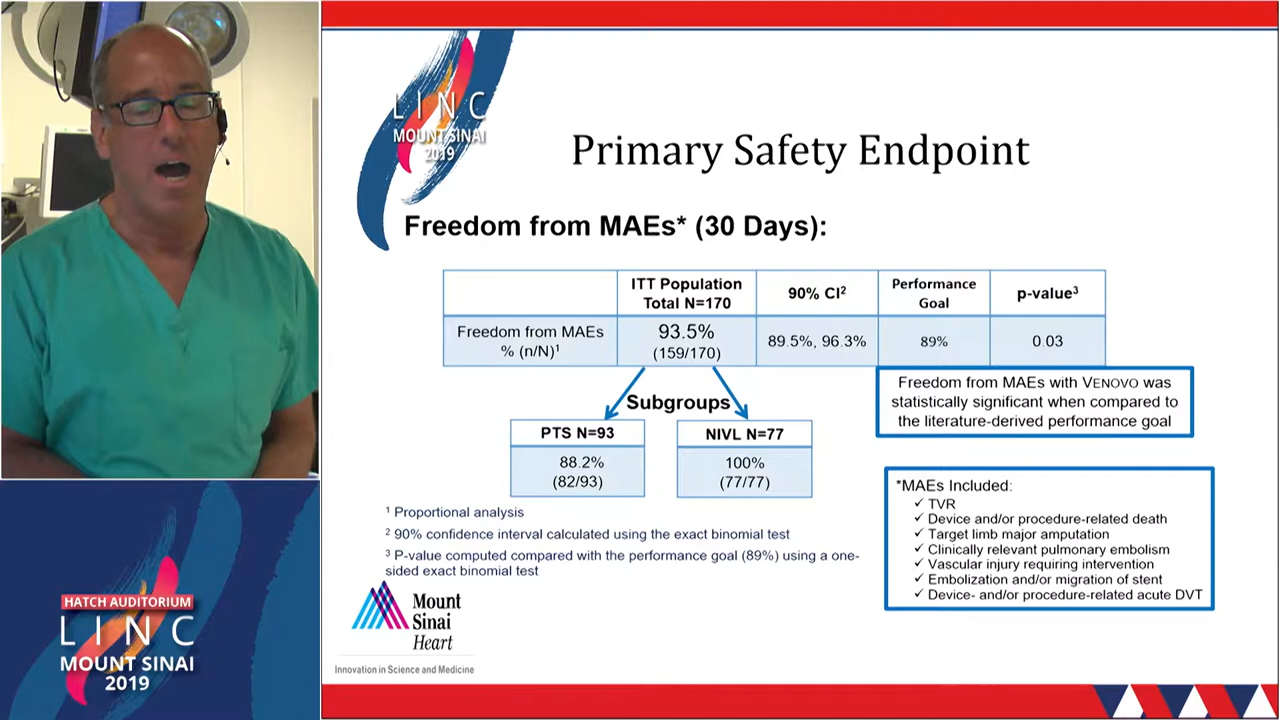 LINC
MOUNT SINAI
2019
Primary Safety Endpoint
Freedom from MAEs* (30 Days):
ITT Population
Total N=170
90% CI²
Performance
Goal
p-value³
Freedom from MAEs
% (n/N)¹
93.5%
(159/170)
89.5%, 96.3%
89%
0.03
Subgroups
PTS N=93
NIVL N=77
88.2%
(82/93)
100%
(77/77)
Freedom from MAEs with VENOVO was
statistically significant when compared to
the literature-derived performance goal
*MAEs Included:
✓ TVR
✓ Device and/or procedure-related death
✓ Target limb major amputation
✓ Clinically relevant pulmonary embolism
✓ Vascular injury requiring intervention
✓ Embolization and/or migration of stent
✓ Device- and/or procedure-related acute DVT
¹ Proportional analysis
² 90% confidence interval calculated using the exact binomial test
³ P-value computed compared with the performance goal (89%) using a one-
sided exact binomial test
Mount
Sinai
Heart
Innovation in Science and Medicine
HATCH AUDITORIUM
LINC
MOUNT SINAI
2019